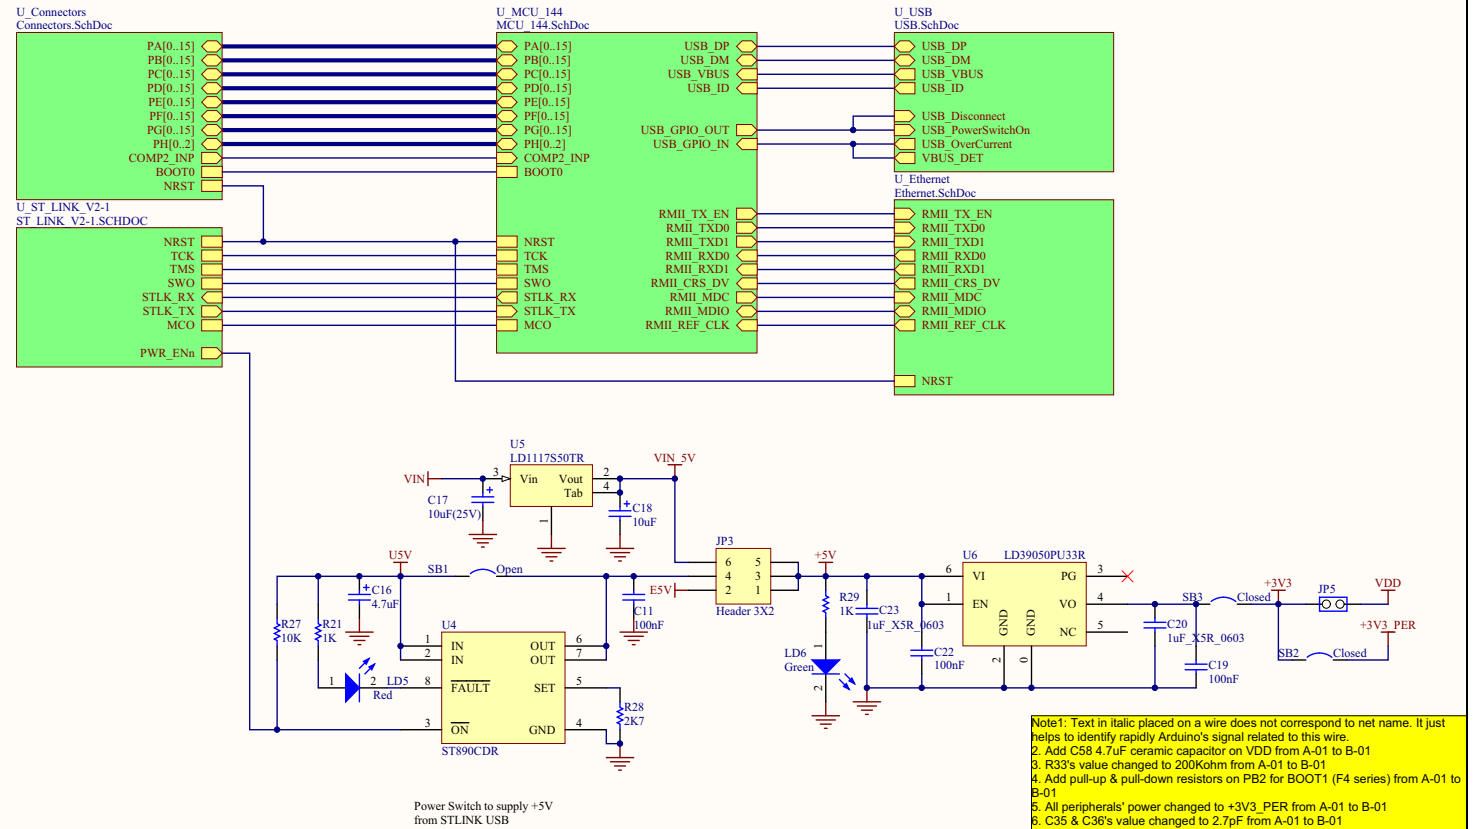 U_Connectors
Connectors.SchDoc
PA[0..15]
PB[0..15]
PC[0..15]
PD[0..15]
PE[0..15]
PF[0..15]
PG[0..15]
PH[0..2]
COMP2_INP
BOOT0
NRST
U_ST_LINK_V2-1
ST_LINK_V2-1.SCHDOC
NRST
TCK
TMS
SWO
STLK_RX
STLK_TX
MCO
PWR_ENn
U_MCU_144
MCU_144.SchDoc
PA[0..15]
PB[0..15]
PC[0..15]
PD[0..15]
PE[0..15]
PF[0..15]
PG[0..15]
PH[0..2]
COMP2_INP
BOOT0
NRST
TCK
TMS
SWO
STLK_RX
STLK_TX
MCO
USB_DP
USB_DM
USB_VBUS
USB_ID
USB_GPIO_OUT
USB_GPIO_IN
RMII_TX_EN
RMII_TXD0
RMII_TXD1
RMII_RXD0
RMII_RXD1
RMII_CRS_DV
RMII_MDC
RMII_MDIO
RMII_REF_CLK
U_USB
USB.SchDoc
USB_DP
USB_DM
USB_VBUS
USB_ID
USB_Disconnect
USB_PowerSwitchOn
USB_OverCurrent
VBUS_DET
U_Ethernet
Ethernet.SchDoc
RMII_TX_EN
RMII_TXD0
RMII_TXD1
RMII_RXD0
RMII_RXD1
RMII_CRS_DV
RMII_MDC
RMII_MDIO
RMII_REF_CLK
NRST
U5
LD1117S50TR
VIN
3
Vin
Vout
Tab
2
4
1
VIN_5V
C17
10uF(25V)
C18
10uF
U5V
SB1
Open
C16
4.7uF
R27
10K
R21
1K
1
2
LD5
Red
U4
1
2
8
3
IN
IN
FAULT
ON
OUT
OUT
SET
GND
6
7
5
4
ST890CDR
C11
100nF
R28
2K7
E5V
JP3
6
4
2
5
3
1
Header 3X2
+5V
R29
1K
LD6
Green
1
2
C23
1uF_X5R_0603
C22
100nF
U6
LD39050PU33R
6
1
VI
EN
GND
GND
PG
VO
NC
3
4
5
2
0
C20
1uF_X5R_0603
C19
100nF
SB3
Closed
+3V3
JP5
VDD
+3V3_PER
SB2
Closed
Power Switch to supply +5V
from STLINK USB
Note1: Text in italic placed on a wire does not correspond to net name. It just
helps to identify rapidly Arduino's signal related to this wire.
2. Add C58 4.7uF ceramic capacitor on VDD from A-01 to B-01
3. R33's value changed to 200Kohm from A-01 to B-01
4. Add pull-up & pull-down resistors on PB2 for BOOT1 (F4 series) from A-01 to
B-01
5. All peripherals' power changed to +3V3_PER from A-01 to B-01
6. C35 & C36's value changed to 2.7pF from A-01 to B-01